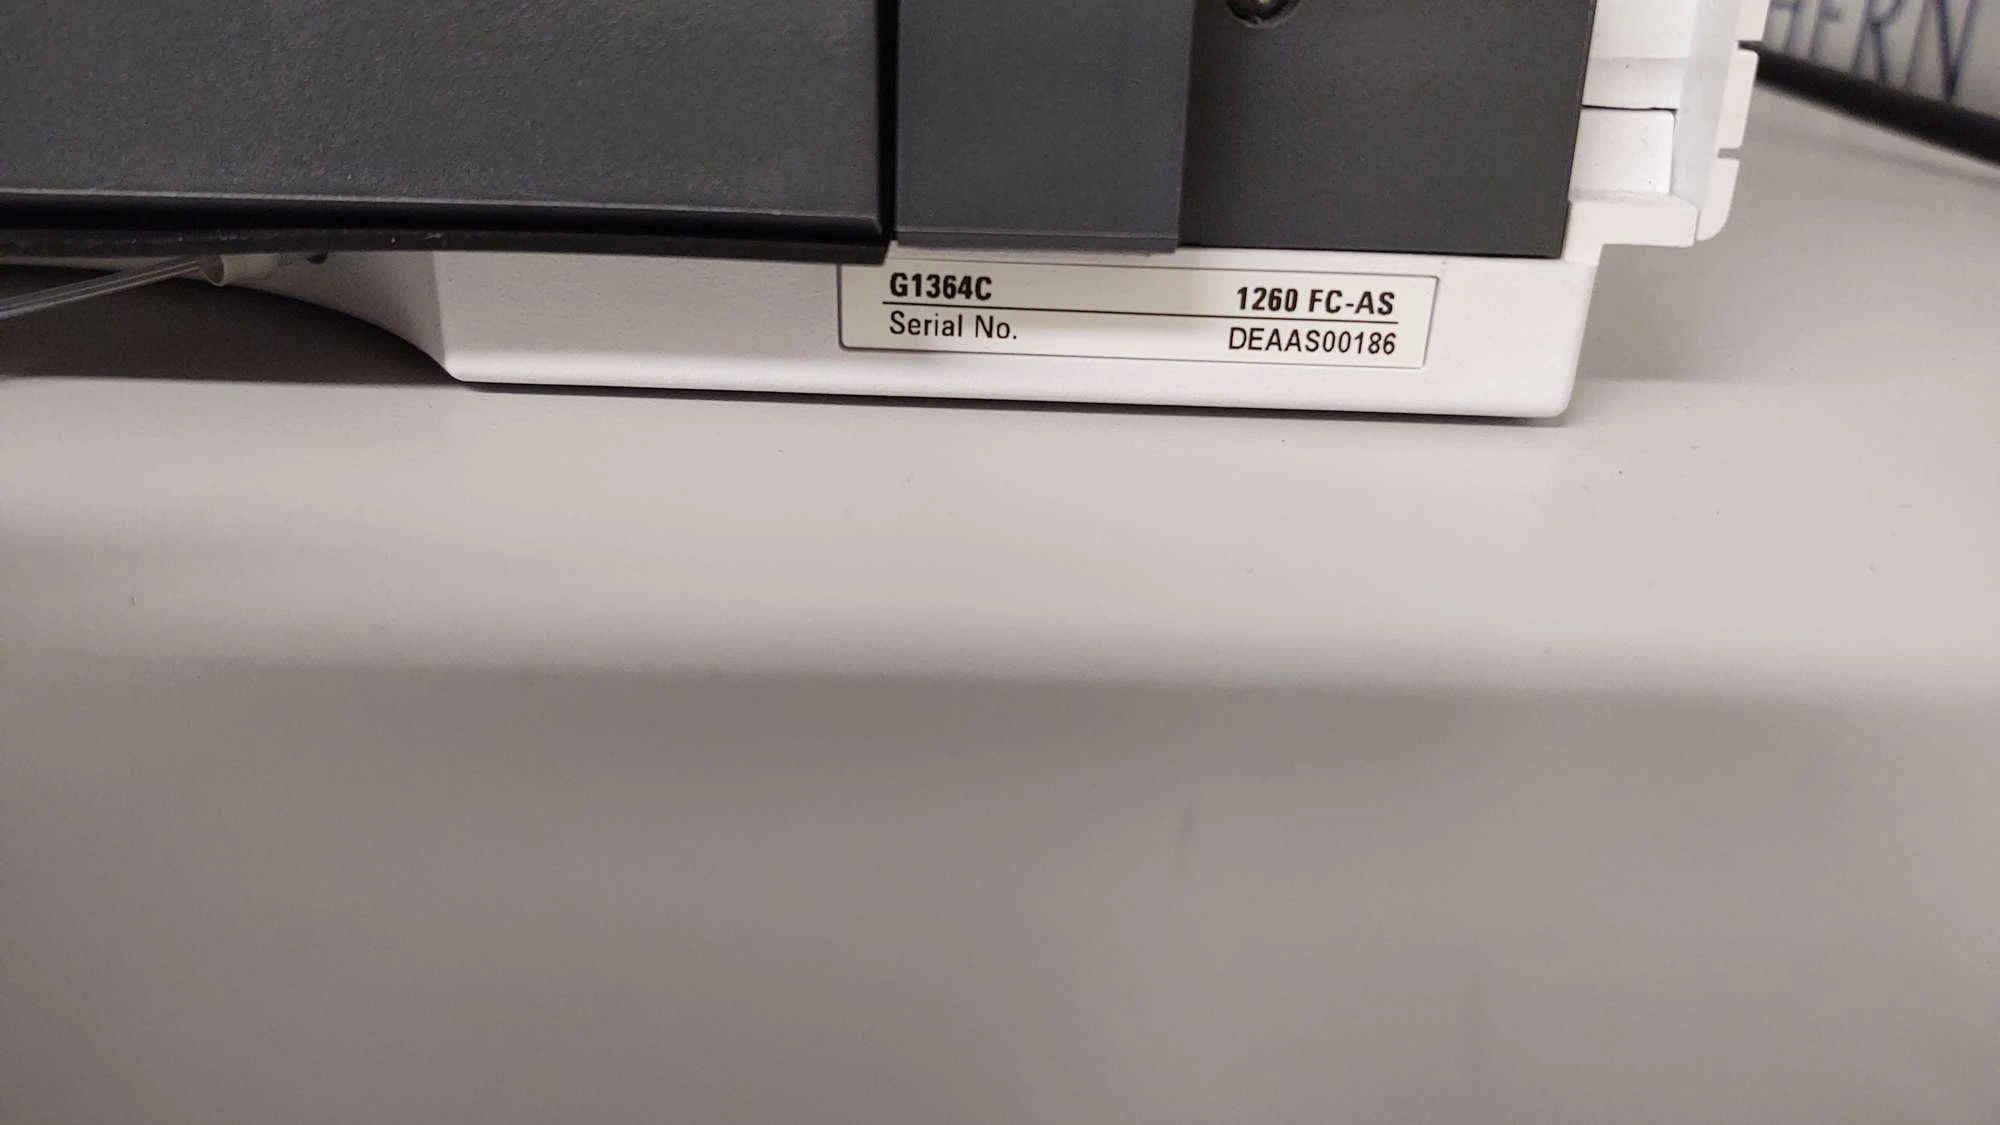 G1364C 1260 FC-AS
Serial No. DEAAS00186